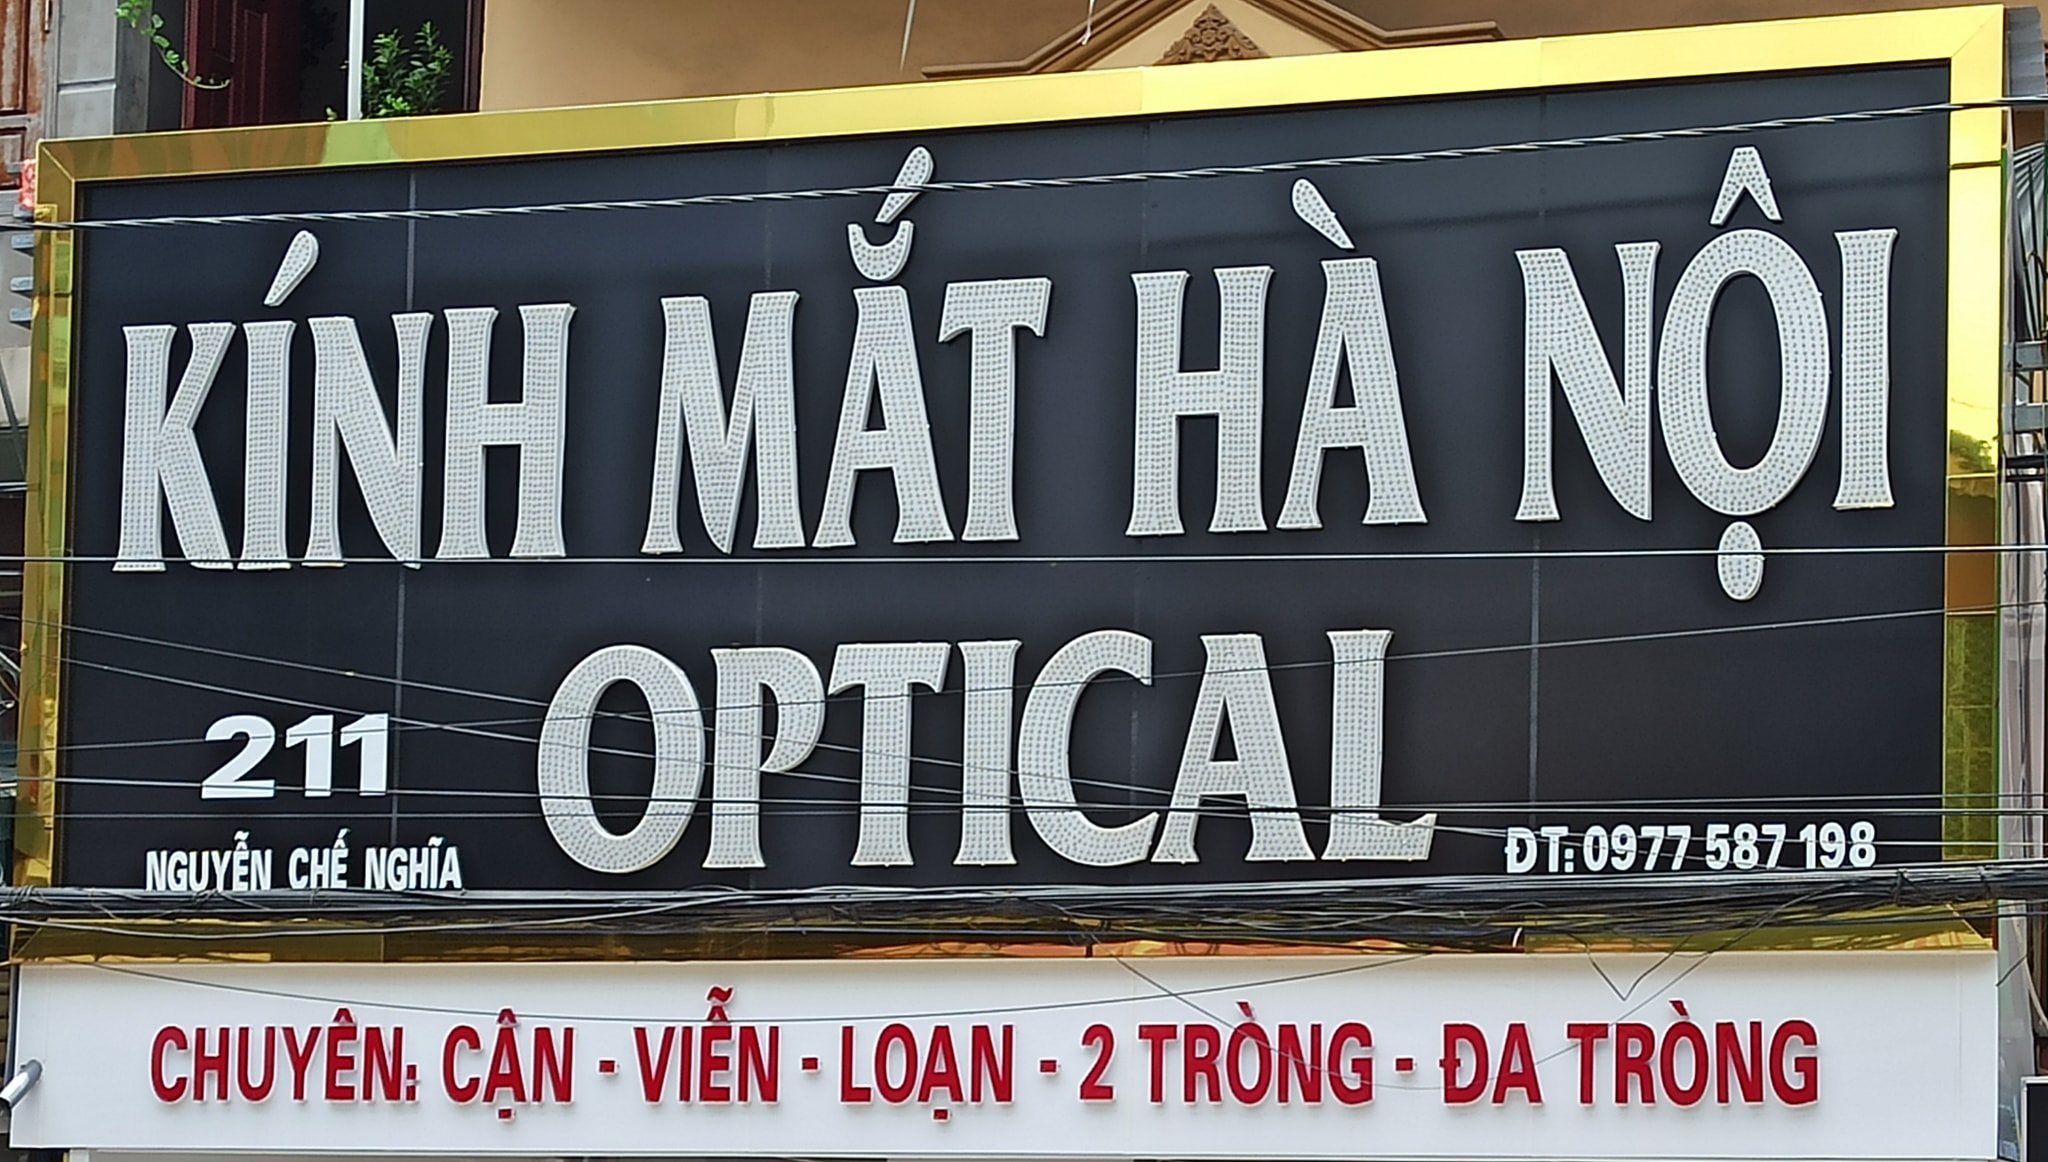 KÍNH MẮT HÀ NỘI
OPTICAL
211
NGUYỄN CHẾ NGHĨA
ĐT: 0977 587 198
CHUYÊN: CẬN - VIỄN - LOẠN - 2 TRÒNG - ĐA TRÒNG